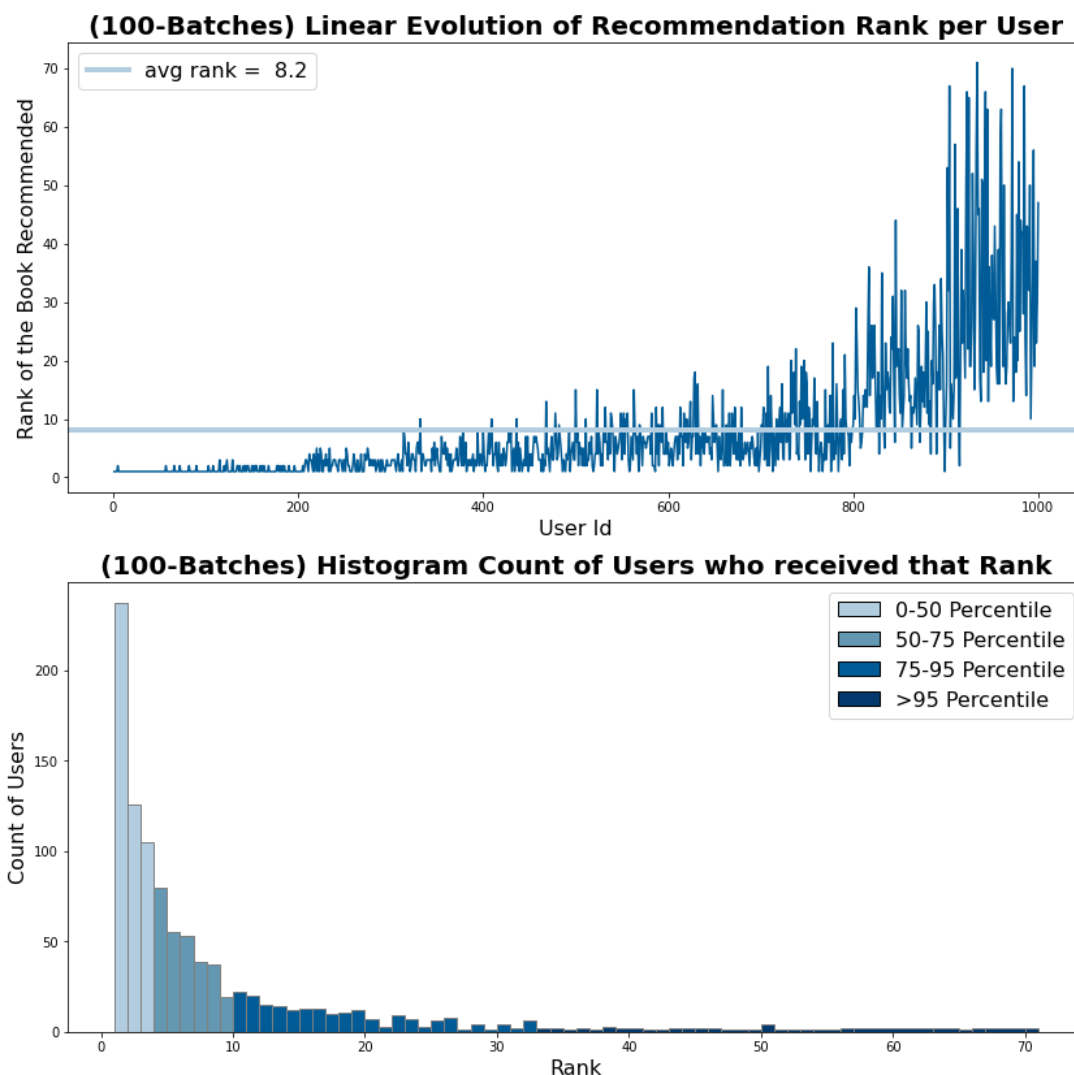 (100-Batches) Linear Evolution of Recommendation Rank per User
avg rank =  8.2
Rank of the Book Recommended
70
60
50
40
30
20
10
0
0 200 400 600 800 1000
User Id
(100-Batches) Histogram Count of Users who received that Rank
0-50 Percentile
50-75 Percentile
75-95 Percentile
>95 Percentile
Count of Users
200
150
100
50
0
0 10 20 30 40 50 60 70
Rank